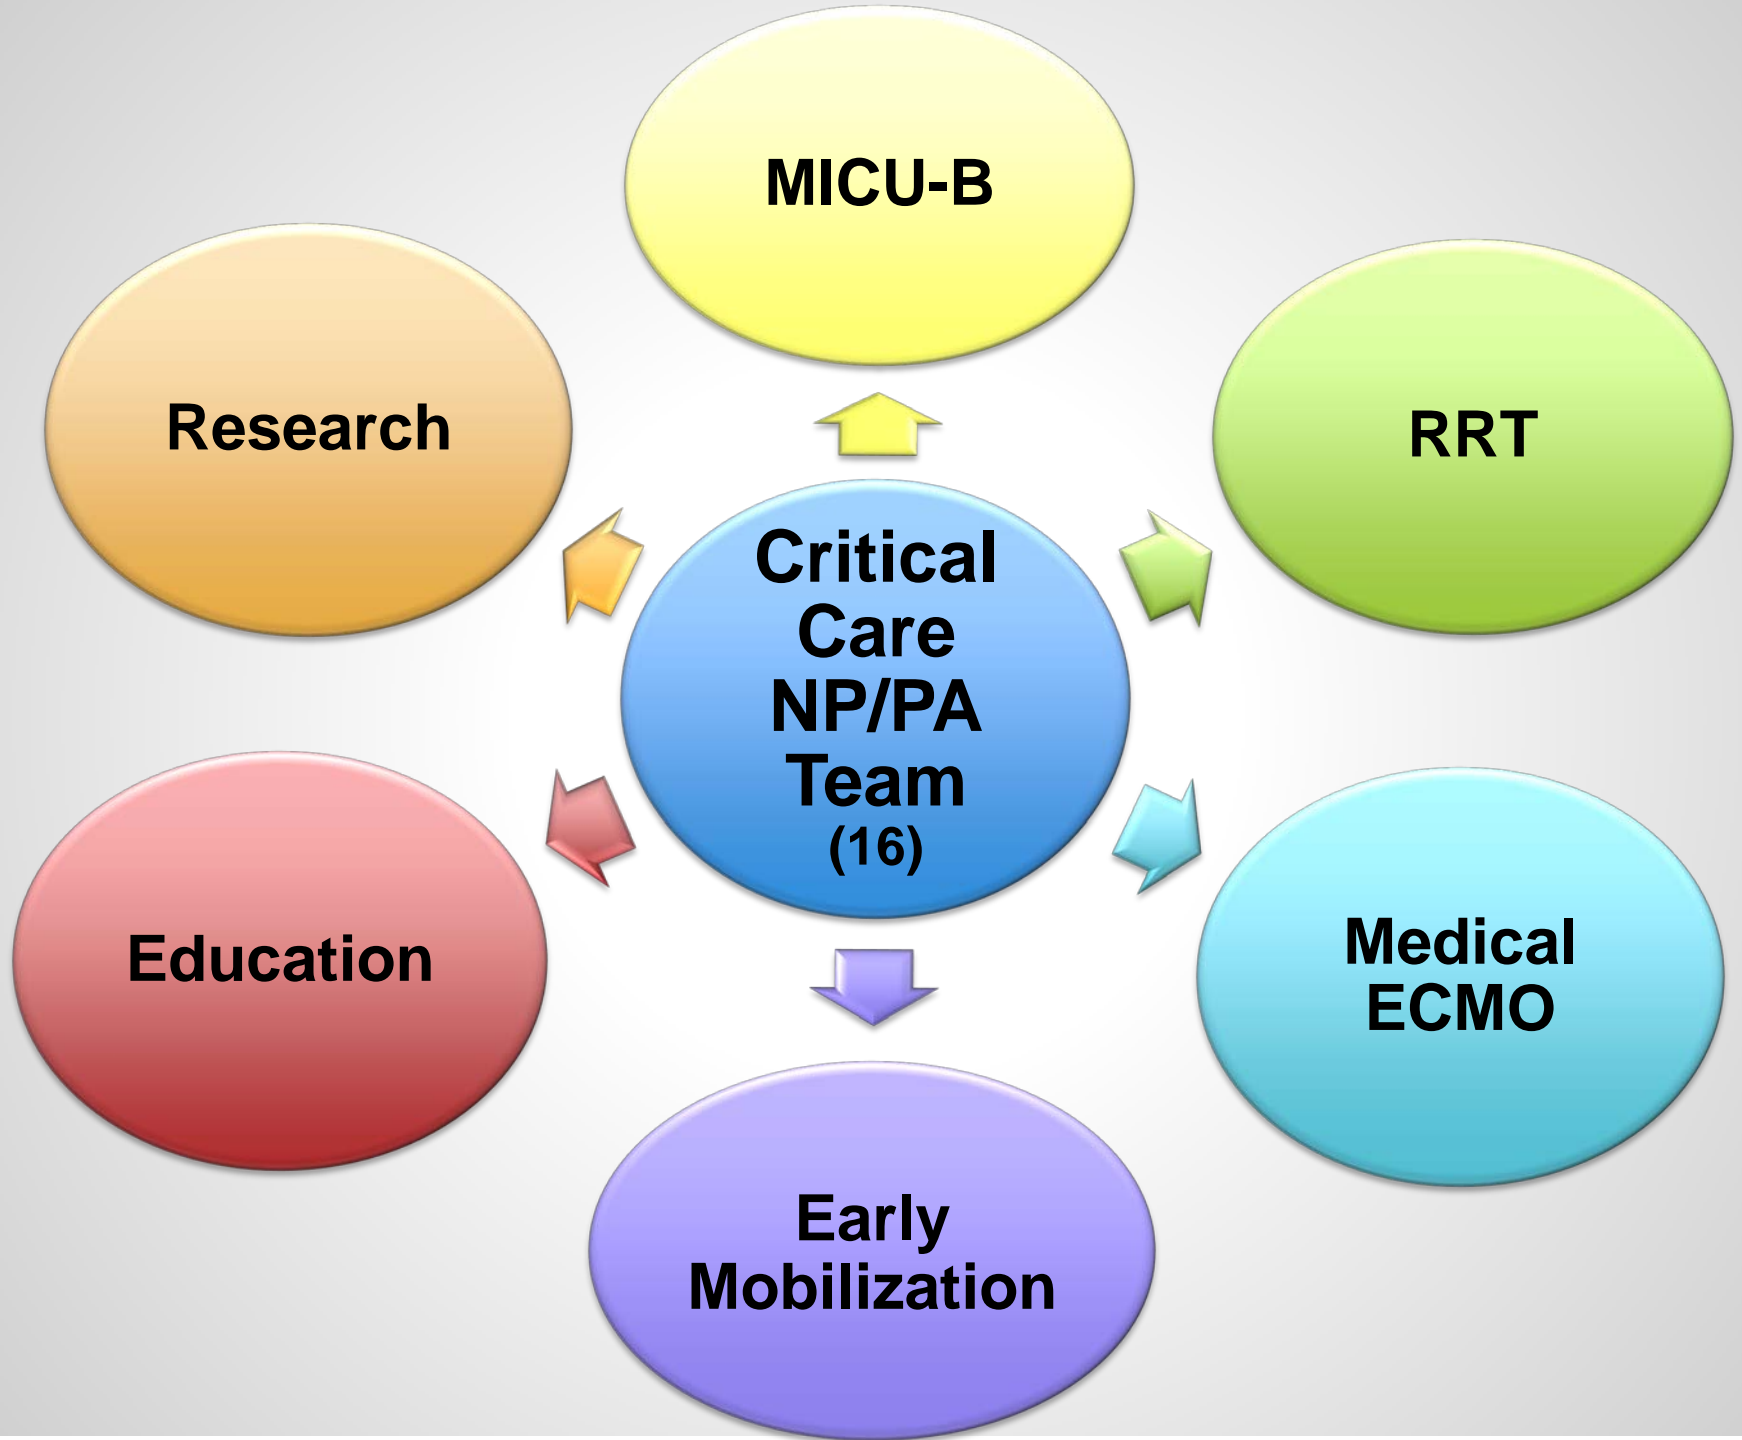 MICU-B
Research
RRT
Critical
Care
NP/PA
Team
(16)
Education
Medical
ECMO
Early
Mobilization